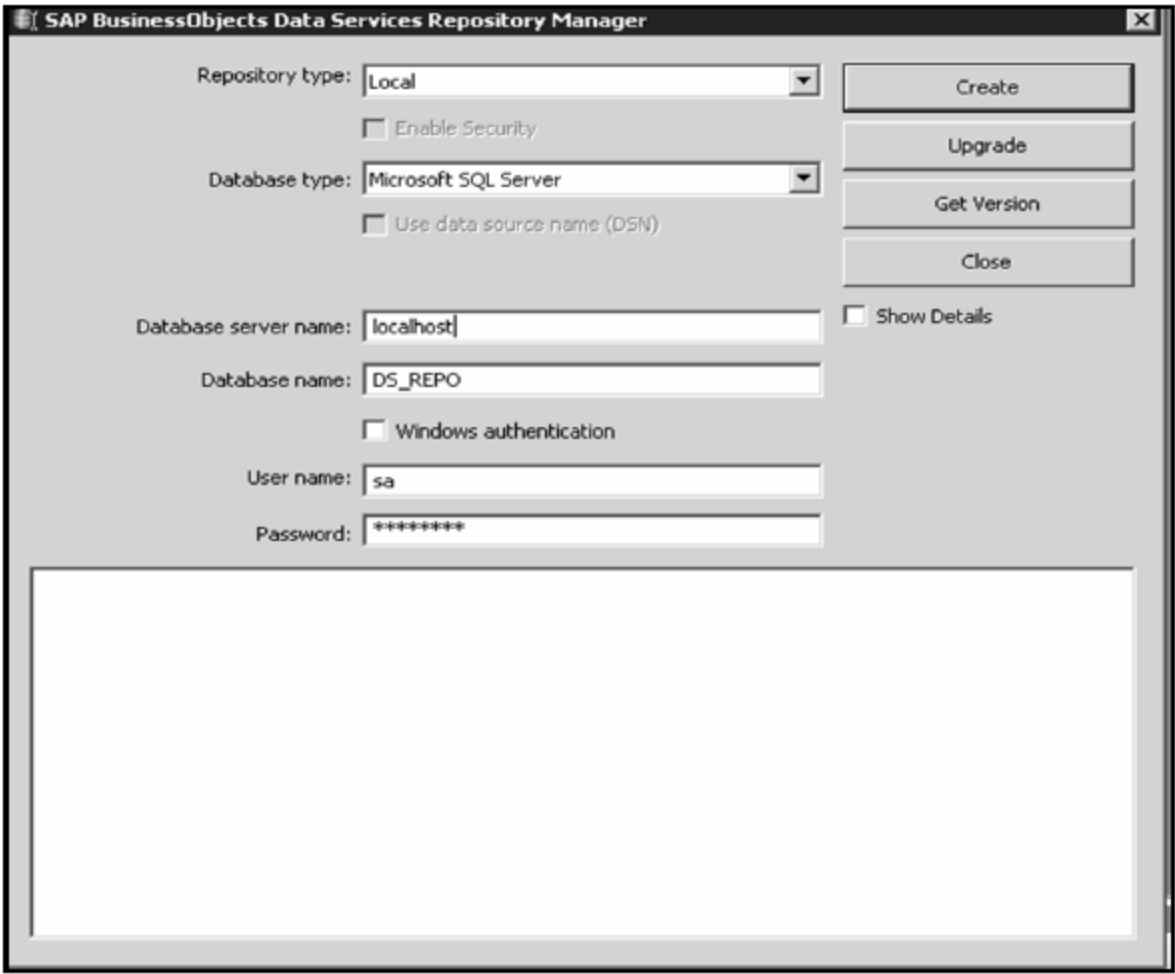 SAP BusinessObjects Data Services Repository Manager
Repository type: Local
Create
Enable Security
Upgrade
Database type: Microsoft SQL Server
Get Version
Use data source name (DSN)
Close
Database server name: localhost
Show Details
Database name: DS_REPO
Windows authentication
User name: sa
Password: ********